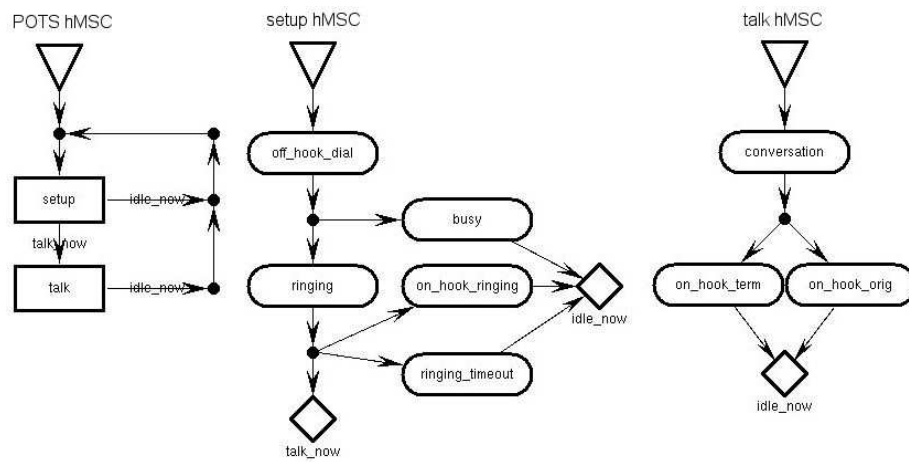 POTS hMSC
setup hMSC
talk hMSC
off_hook_dial
conversation
setup
idle_now
busy
talk_now
talk
idle_now
ringing
on_hook_ringing
idle_now
on_hook_term
on_hook_orig
ringing_timeout
talk_now
idle_now